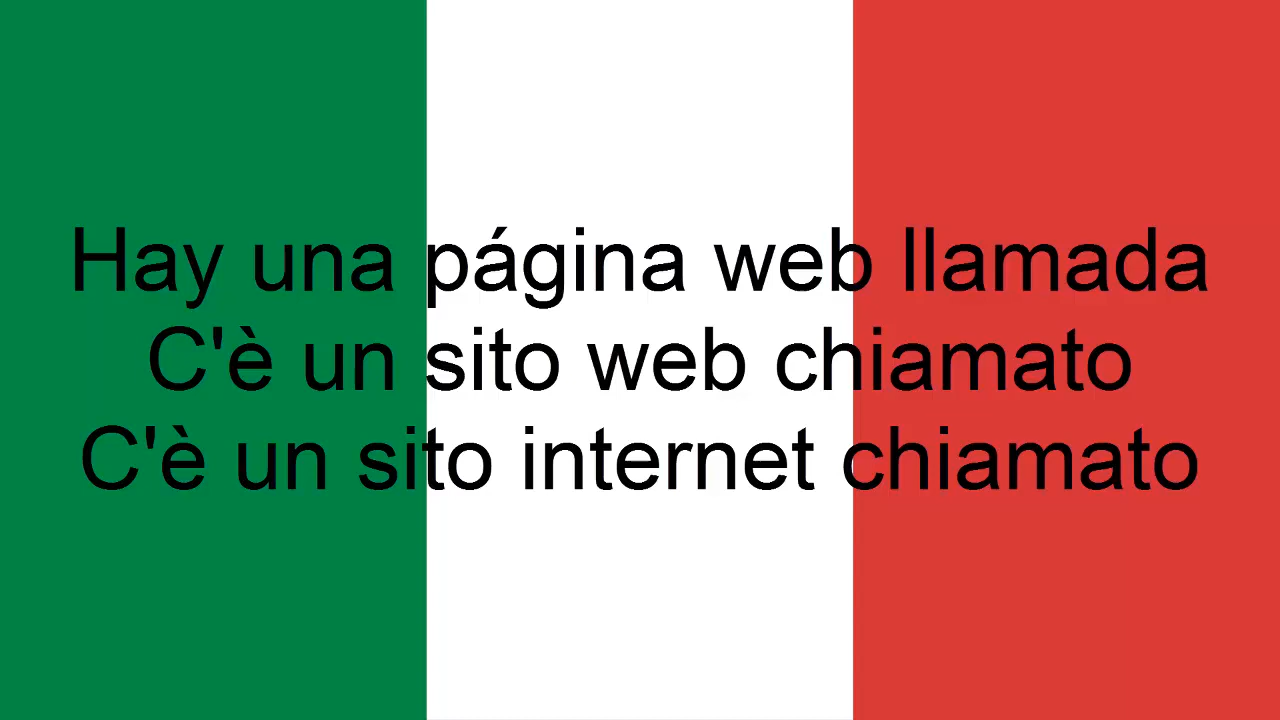 Hay una página web llamada
C'è un sito web chiamato
C'è un sito internet chiamato